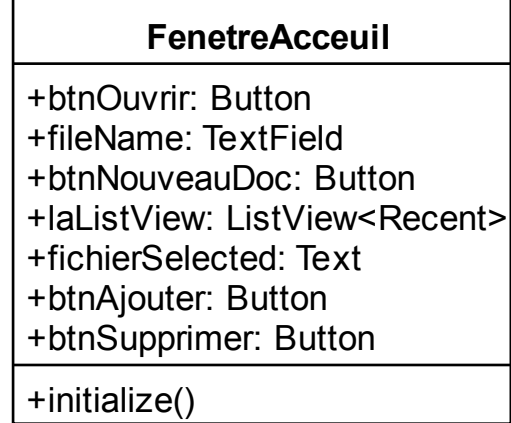 FenetreAcceuil
+btnOuvrir: Button
+fileName: TextField
+btnNouveauDoc: Button
+laListView: ListView<Recent>
+fichierSelected: Text
+btnAjouter: Button
+btnSupprimer: Button
+initialize()